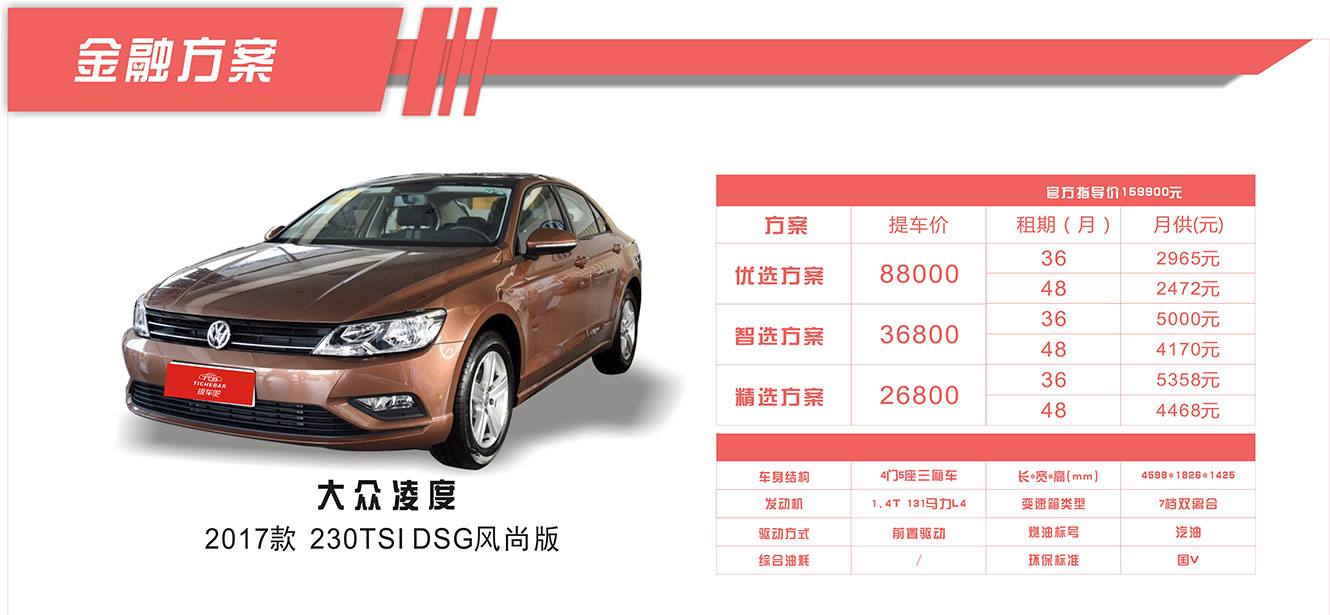 金融方案
TICHEBAR
提车吧
大众凌度
2017款 230TSI DSG风尚版
官方指导价159900元
方案 提车价 租期（月） 月供(元)
优选方案 88000 36 2965元
48 2472元
智选方案 36800 36 5000元
48 4170元
精选方案 26800 36 5358元
48 4468元
车身结构 4门5座三厢车 长*宽*高(mm) 4598*1826*1425
发动机 1.4T 131马力L4 变速箱类型 7档双离合
驱动方式 前置驱动 燃油标号 汽油
综合油耗 / 环保标准 国V